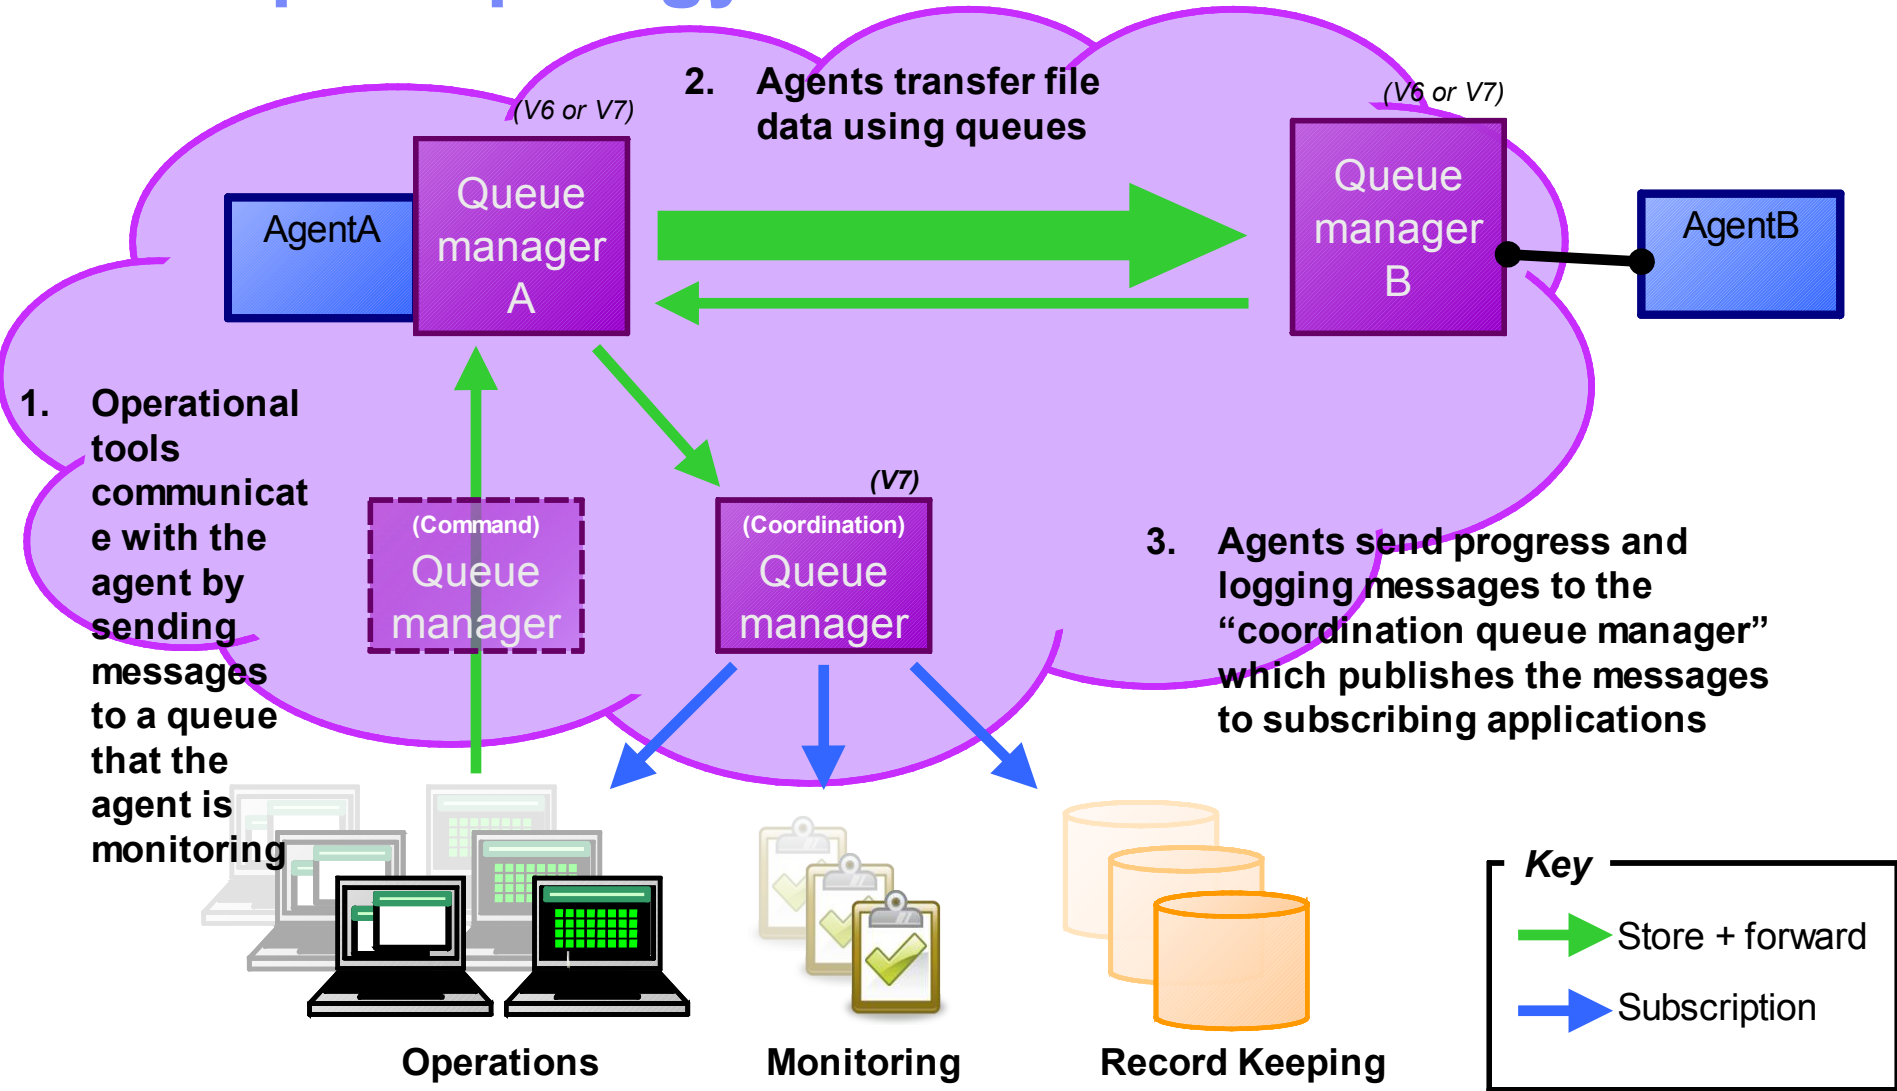 2. Agents transfer file
data using queues
(V6 or V7)
(V6 or V7)
AgentA
Queue
manager
A
Queue
manager
B
AgentB
1. Operational
tools
communicat
e with the
agent by
sending
messages
to a queue
that the
agent is
monitoring
(Command)
Queue
manager
(V7)
(Coordination)
Queue
manager
3. Agents send progress and
logging messages to the
“coordination queue manager”
which publishes the messages
to subscribing applications
Operations
Monitoring
Record Keeping
Key
Store + forward
Subscription